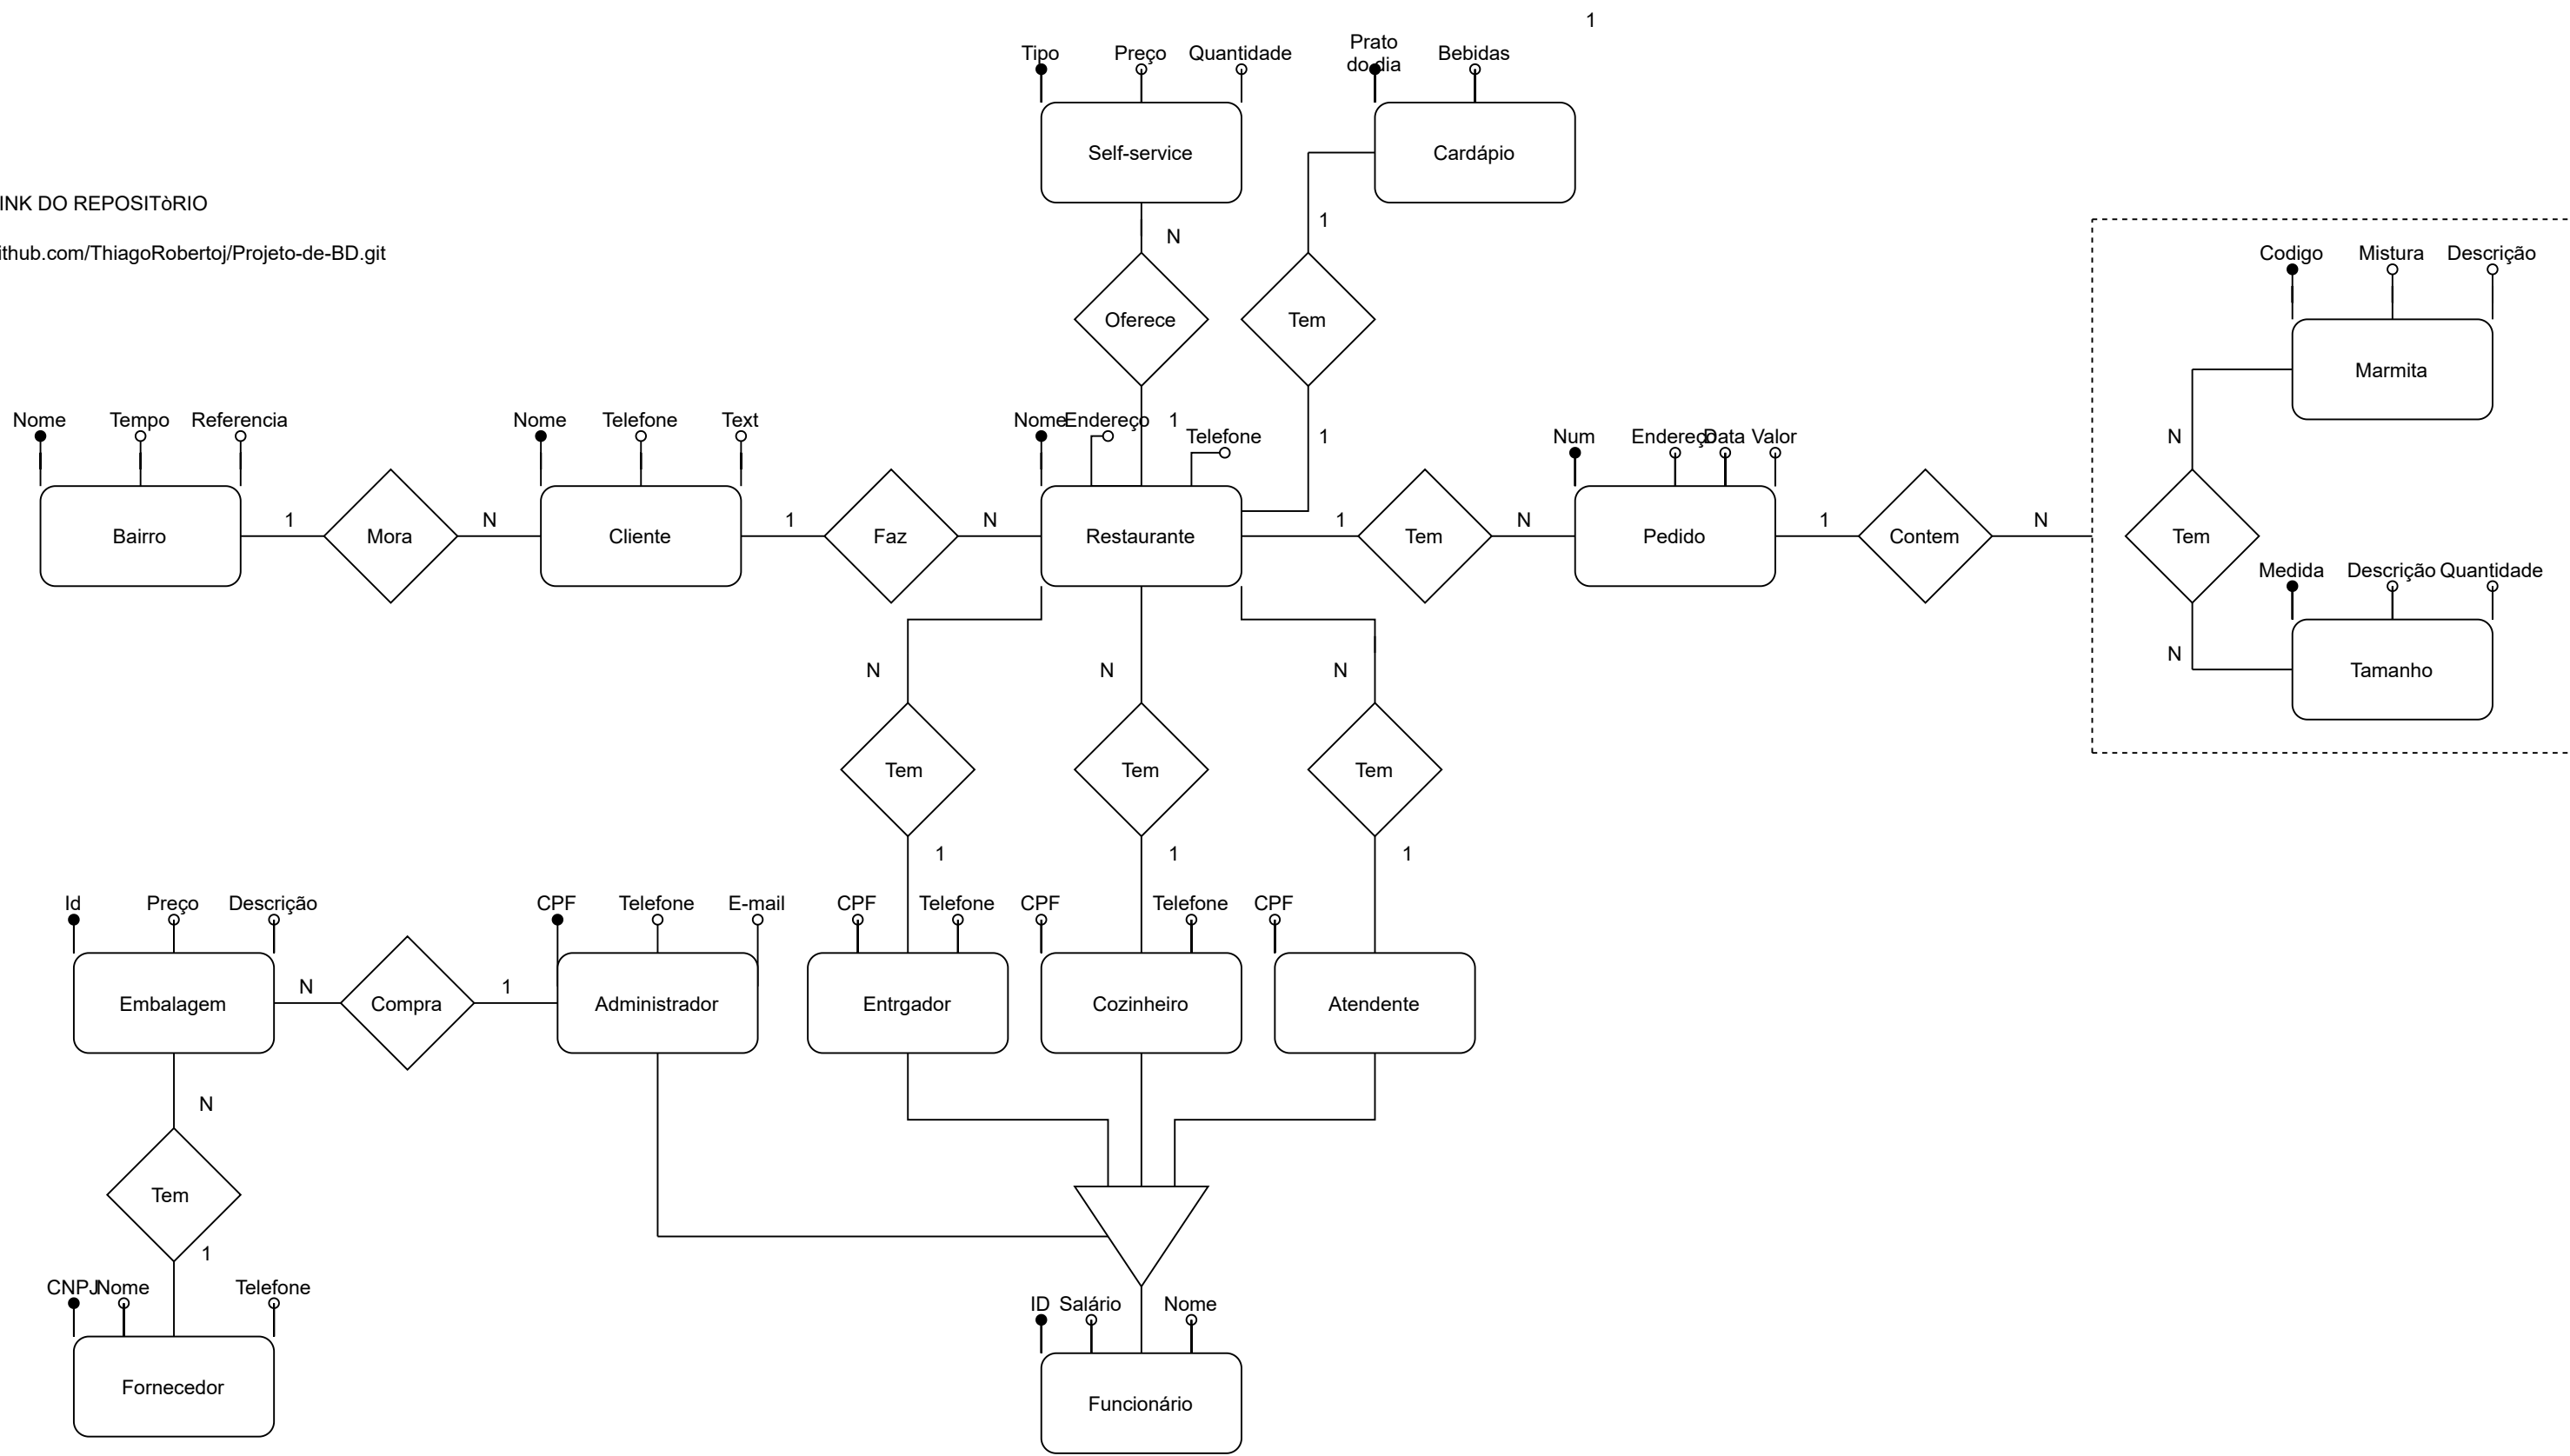 1
Tipo
Preço
Quantidade
Prato
do dia
Bebidas
Self-service
Cardápio
INK DO REPOSITòRIO
ithub.com/ThiagoRobertoj/Projeto-de-BD.git
N
1
Oferece
Tem
Codigo
Mistura
Descrição
Marmita
Nome
Tempo
Referencia
Nome
Telefone
Text
Nome
Endereço
1
Telefone
1
Num
Endereço
Data
Valor
N
Bairro
1
Mora
N
Cliente
1
Faz
N
Restaurante
1
Tem
N
Pedido
1
Contem
N
Tem
Medida
Descrição
Quantidade
N
Tamanho
N
N
N
Tem
Tem
Tem
1
1
1
Id
Preço
Descrição
CPF
Telefone
E-mail
CPF
Telefone
CPF
Telefone
CPF
Embalagem
N
Compra
1
Administrador
Entrgador
Cozinheiro
Atendente
N
Tem
1
CNPJ
Nome
Telefone
ID
Salário
Nome
Fornecedor
Funcionário